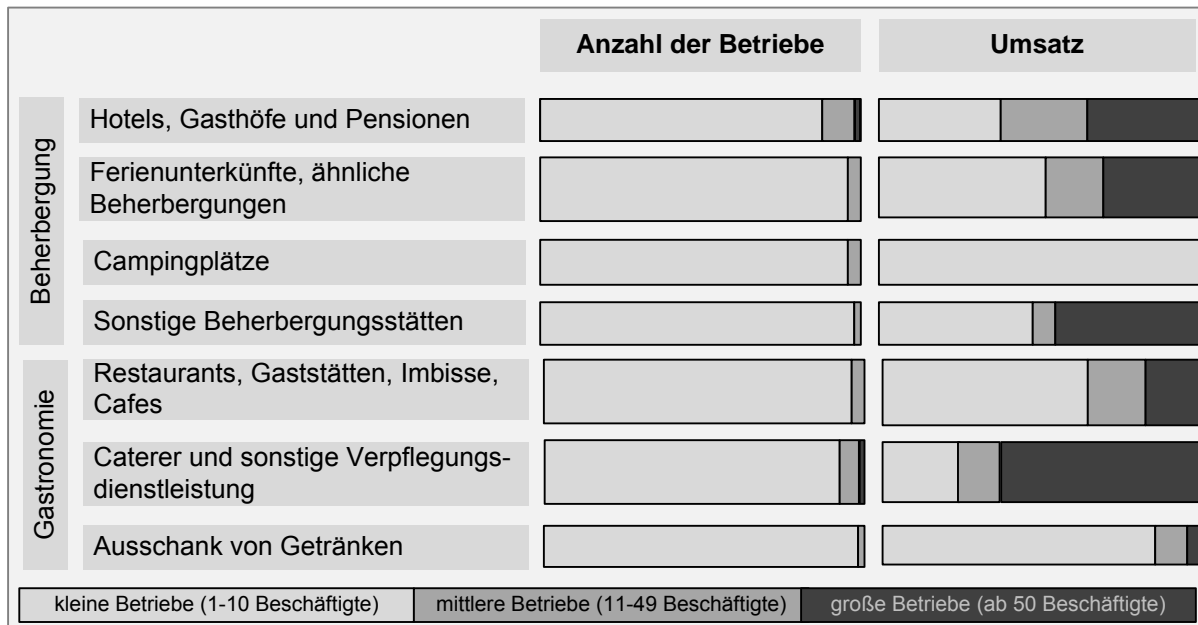 Anzahl der Betriebe
Umsatz
Beherbergung
Hotels, Gasthöfe und Pensionen
Ferienunterkünfte, ähnliche
Beherbergungen
Campingplätze
Sonstige Beherbergungsstätten
Gastronomie
Restaurants, Gaststätten, Imbisse,
Cafes
Caterer und sonstige Verpflegungs-
dienstleistung
Ausschank von Getränken
kleine Betriebe (1-10 Beschäftigte)
mittlere Betriebe (11-49 Beschäftigte)
große Betriebe (ab 50 Beschäftigte)